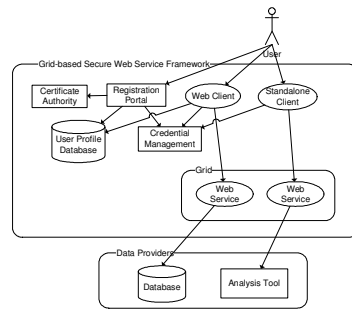 User
Grid-based Secure Web Service Framework
Certificate
Authority
Registration
Portal
Web Client
Standalone
Client
User Profile
Database
Credential
Management
Grid
Web
Service
Web
Service
Data Providers
Database
Analysis Tool